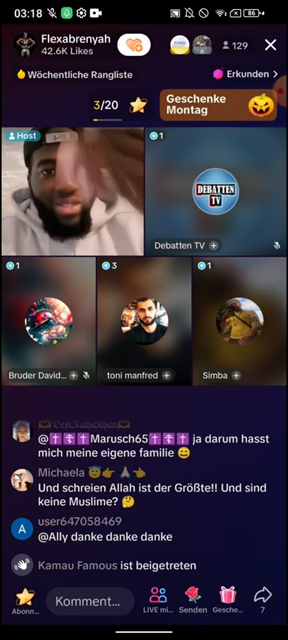 03:18
86
Flexabrenyah
42.6K Likes
129
Wöchentliche Rangliste
Erkunden >
3/20
Geschenke
Montag
Host
1
DEBATTEN
TV
Debatten TV
1
3
1
Bruder David...
toni manfred
Simba
@✝️☦️✝️Marusch65✝️☦️✝️ ja darum hasst
mich meine eigene familie 😄
Michaela 😇👉🙏👈
Und schreien Allah ist der Größte!! Und sind
keine Muslime? 🤔
A
user647058469
@Ally danke danke danke
Kamau Famous ist beigetreten
Abonn...
Komment...
LIVE mi...
Senden
Gesche...
7